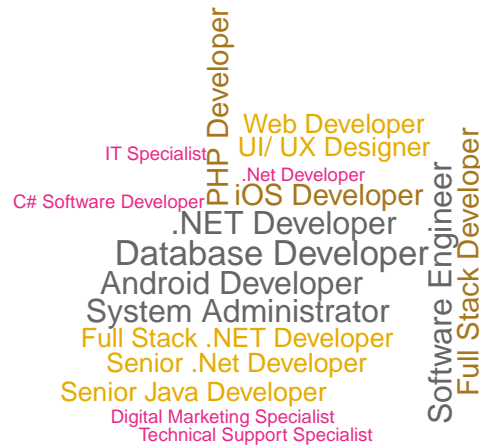 PHP Developer
Web Developer
IT Specialist
UI/ UX Designer
.Net Developer
C# Software Developer
iOS Developer
.NET Developer
Database Developer
Android Developer
System Administrator
Full Stack .NET Developer
Senior .Net Developer
Senior Java Developer
Digital Marketing Specialist
Technical Support Specialist
Software Engineer
Full Stack Developer